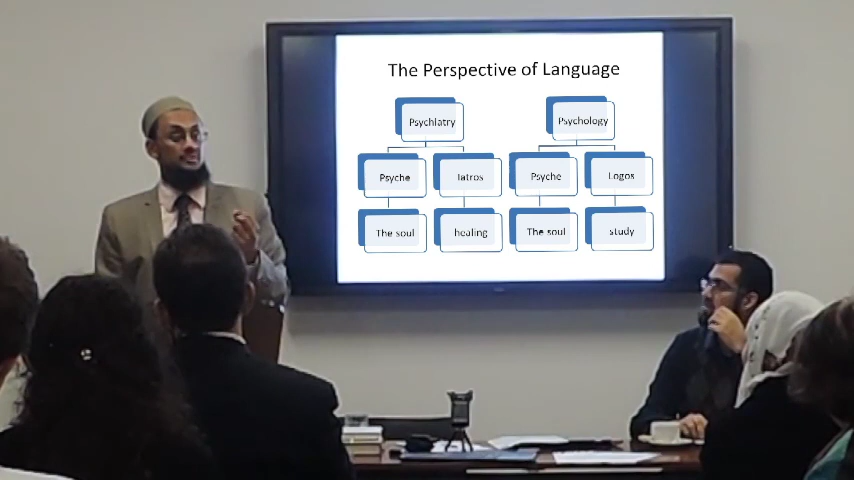 The Perspective of Language
Psychiatry Psychology
Psyche Iatros Psyche Logos
The soul healing The soul study